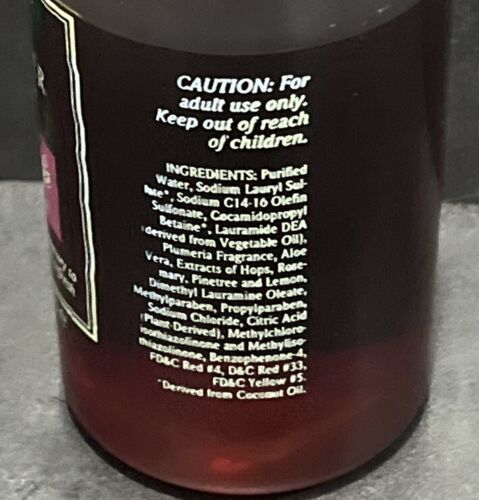 R
CAUTION: For
adult use only.
Keep out of reach
of children.
INGREDIENTS: Purified
Water, Sodium Lauryl Sul-
fate*, Sodium C14-16 Olefin
Sulfonate, Cocamidopropyl
Betaine*, Lauramide DEA
(derived from Vegetable Oil),
Plumeria Fragrance, Aloe
Vera, Extracts of Hops, Rose-
mary, Pinetree and Lemon,
Dimethyl Lauramine Oleate,
Methylparaben, Propylparaben,
Sodium Chloride, Citric Acid
(Plant-Derived), Methylchloro-
isothiazolinone and Methyliso-
thiazolinone, Benzophenone-4,
FD&C Red #4, D&C Red #33,
FD&C Yellow #5.
*Derived from Coconut Oil.